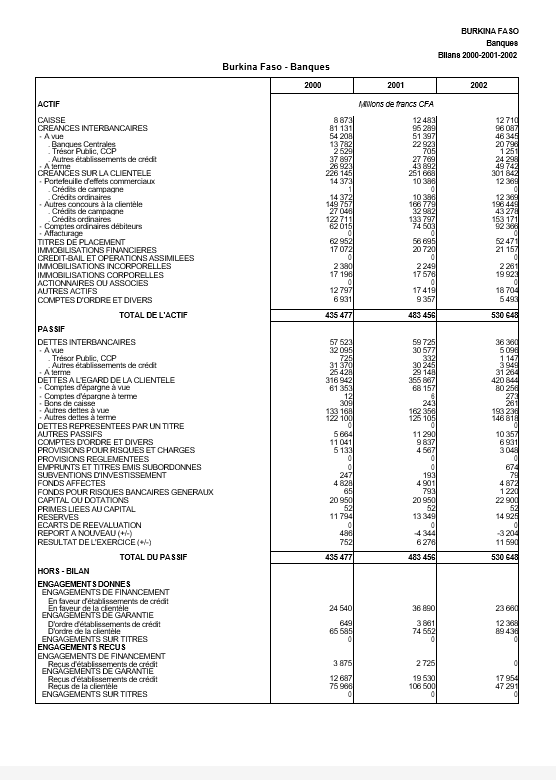 BURKINA FASO
Banques
Bilans 2000-2001-2002
Burkina Faso - Banques
2000 2001 2002
ACTIF Millions de francs CFA
CAISSE 8 873 12 483 12 710
CREANCES INTERBANCAIRES 81 131 95 289 96 087
- A vue 54 208 51 397 46 345
. Banques Centrales 13 782 22 923 20 796
. Trésor Public, CCP 2 529 705 1 251
. Autres établissements de crédit 37 897 27 769 24 298
- A terme 26 923 43 892 49 742
CREANCES SUR LA CLIENTELE 226 145 251 668 301 842
- Portefeuille d'effets commerciaux 14 373 10 386 12 369
. Crédits de campagne 1 0 0
. Crédits ordinaires 14 372 10 386 12 369
- Autres concours à la clientèle 149 757 166 779 196 449
. Crédits de campagne 27 046 32 982 43 278
. Crédits ordinaires 122 711 133 797 153 171
- Comptes ordinaires débiteurs 62 015 74 503 92 366
- Affacturage 0 0 0
TITRES DE PLACEMENT 62 952 56 695 52 471
IMMOBILISATIONS FINANCIERES 17 072 20 720 21 157
CREDIT-BAIL ET OPERATIONS ASSIMILEES 0 0 0
IMMOBILISATIONS INCORPORELLES 2 380 2 249 2 261
IMMOBILISATIONS CORPORELLES 17 196 17 576 19 923
ACTIONNAIRES OU ASSOCIES 0 0 0
AUTRES ACTIFS 12 797 17 419 18 704
COMPTES D'ORDRE ET DIVERS 6 931 9 357 5 493
TOTAL DE L'ACTIF 435 477 483 456 530 648
PASSIF
DETTES INTERBANCAIRES 57 523 59 725 36 360
- A vue 32 095 30 577 5 096
. Trésor Public, CCP 725 332 1 147
. Autres établissements de crédit 31 370 30 245 3 949
- A terme 25 428 29 148 31 264
DETTES A L'EGARD DE LA CLIENTELE 316 942 355 867 420 844
- Comptes d'épargne à vue 61 353 68 157 80 256
- Comptes d'épargne à terme 12 6 273
- Bons de caisse 309 243 261
- Autres dettes à vue 133 168 162 356 193 236
- Autres dettes à terme 122 100 125 105 146 818
DETTES REPRESENTEES PAR UN TITRE 0 0 0
AUTRES PASSIFS 5 664 11 290 10 357
COMPTES D'ORDRE ET DIVERS 11 041 9 837 6 931
PROVISIONS POUR RISQUES ET CHARGES 5 133 4 567 3 048
PROVISIONS REGLEMENTEES 0 0 0
EMPRUNTS ET TITRES EMIS SUBORDONNES 0 0 674
SUBVENTIONS D'INVESTISSEMENT 247 193 79
FONDS AFFECTES 4 828 4 901 4 872
FONDS POUR RISQUES BANCAIRES GENERAUX 65 793 1 220
CAPITAL OU DOTATIONS 20 950 20 950 22 900
PRIMES LIEES AU CAPITAL 52 52 52
RESERVES 11 794 13 349 14 925
ECARTS DE REEVALUATION 0 0 0
REPORT A NOUVEAU (+/-) 486 -4 344 -3 204
RESULTAT DE L'EXERCICE (+/-) 752 6 276 11 590
TOTAL DU PASSIF 435 477 483 456 530 648
HORS - BILAN
ENGAGEMENTS DONNES
ENGAGEMENTS DE FINANCEMENT
En faveur d'établissements de crédit
En faveur de la clientèle 24 540 36 890 23 660
ENGAGEMENTS DE GARANTIE
D'ordre d'établissements de crédit 649 3 861 12 368
D'ordre de la clientèle 65 585 74 552 89 436
ENGAGEMENTS SUR TITRES 0 0 0
ENGAGEMENTS RECUS
ENGAGEMENTS DE FINANCEMENT
Reçus d'établissements de crédit 3 875 2 725 0
ENGAGEMENTS DE GARANTIE
Reçus d'établissements de crédit 12 687 19 530 17 954
Reçus de la clientèle 75 966 106 500 47 291
ENGAGEMENTS SUR TITRES 0 0 0